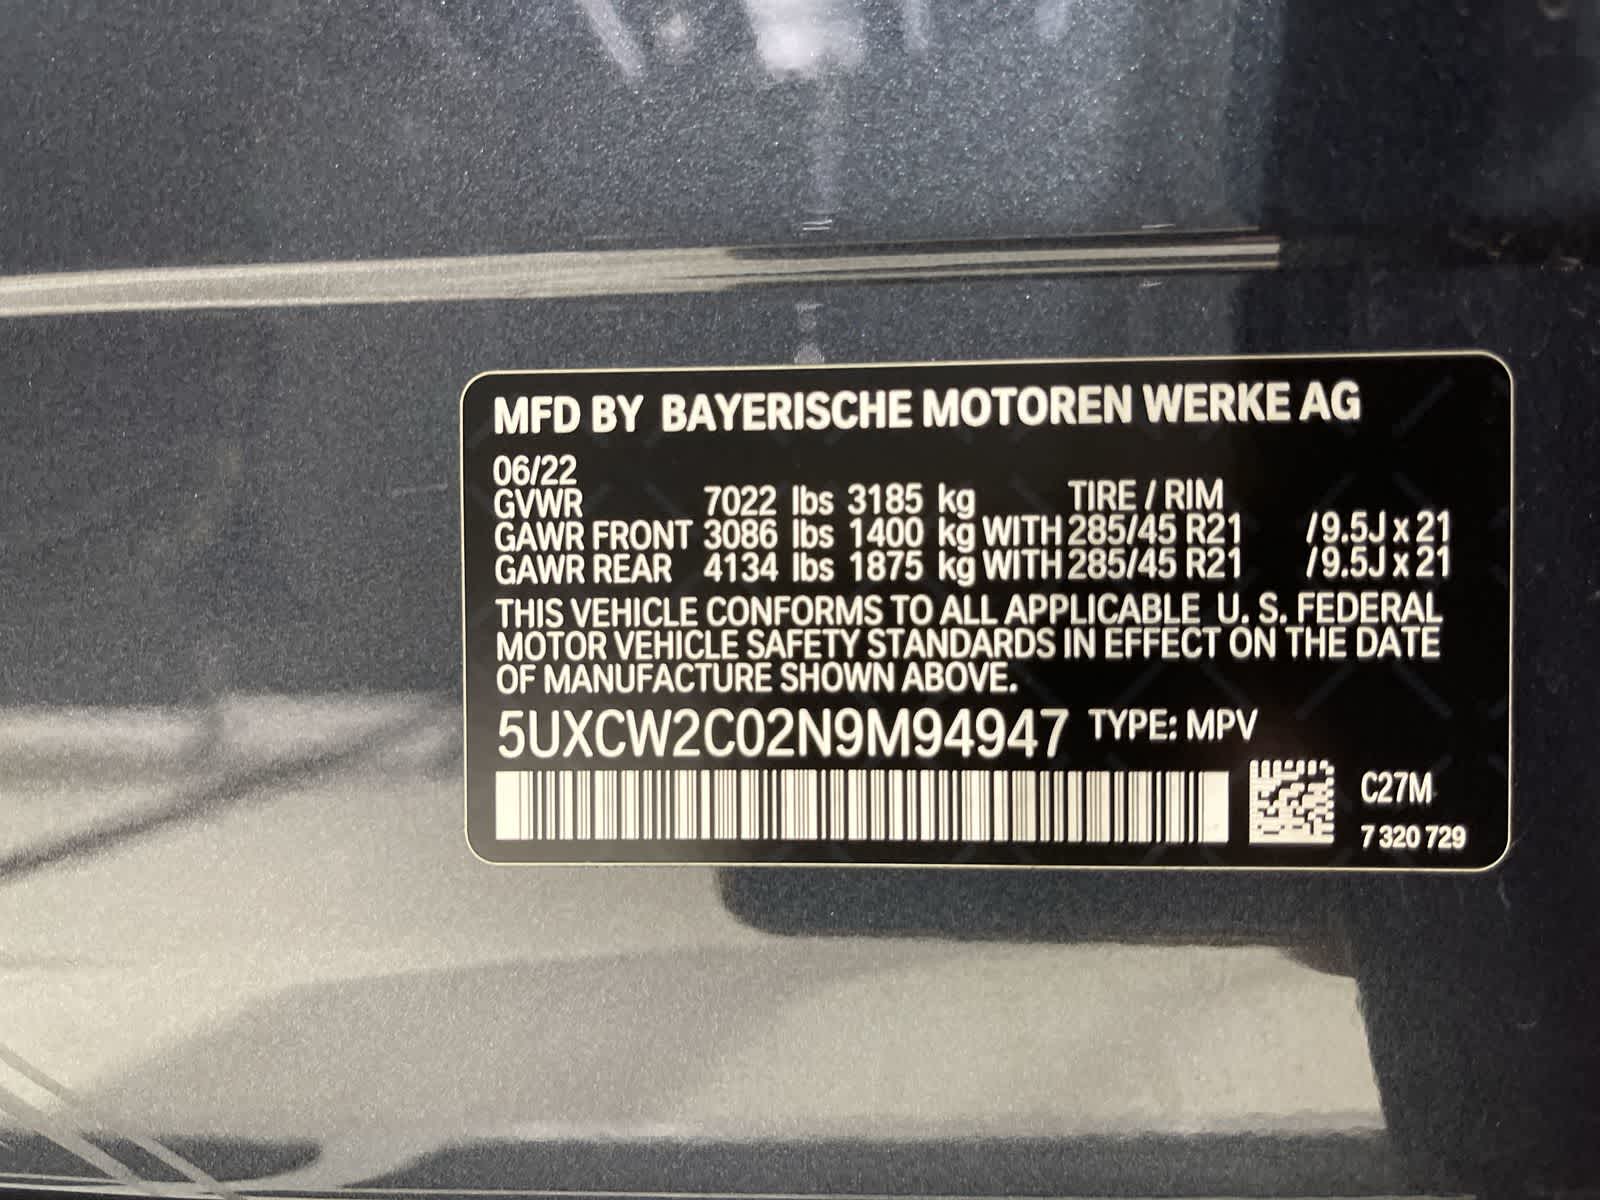 MFD BY BAYERISCHE MOTOREN WERKE AG
06/22
GVWR 7022 lbs 3185 kg TIRE / RIM
GAWR FRONT 3086 lbs 1400 kg WITH 285/45 R21 /9.5J x 21
GAWR REAR 4134 lbs 1875 kg WITH 285/45 R21 /9.5J x 21
THIS VEHICLE CONFORMS TO ALL APPLICABLE U. S. FEDERAL
MOTOR VEHICLE SAFETY STANDARDS IN EFFECT ON THE DATE
OF MANUFACTURE SHOWN ABOVE.
5UXCW2C02N9M94947 TYPE: MPV
C27M
7 320 729